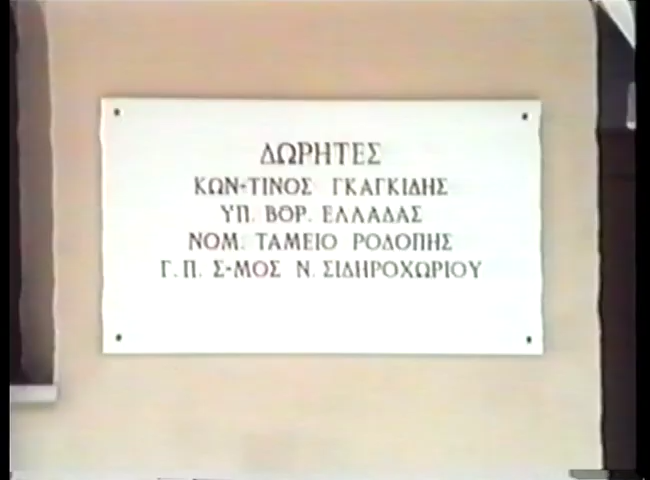 ΔΩΡΗΤΕΣ
ΚΩΝ-ΤΙΝΟΣ ΓΚΑΓΚΙΔΗΣ
ΥΠ. ΒΟΡ. ΕΛΛΑΔΑΣ
ΝΟΜ. ΤΑΜΕΙΟ ΡΟΔΟΠΗΣ
Γ.Π. Σ-ΜΟΣ Ν. ΣΙΔΗΡΟΧΩΡΙΟΥ